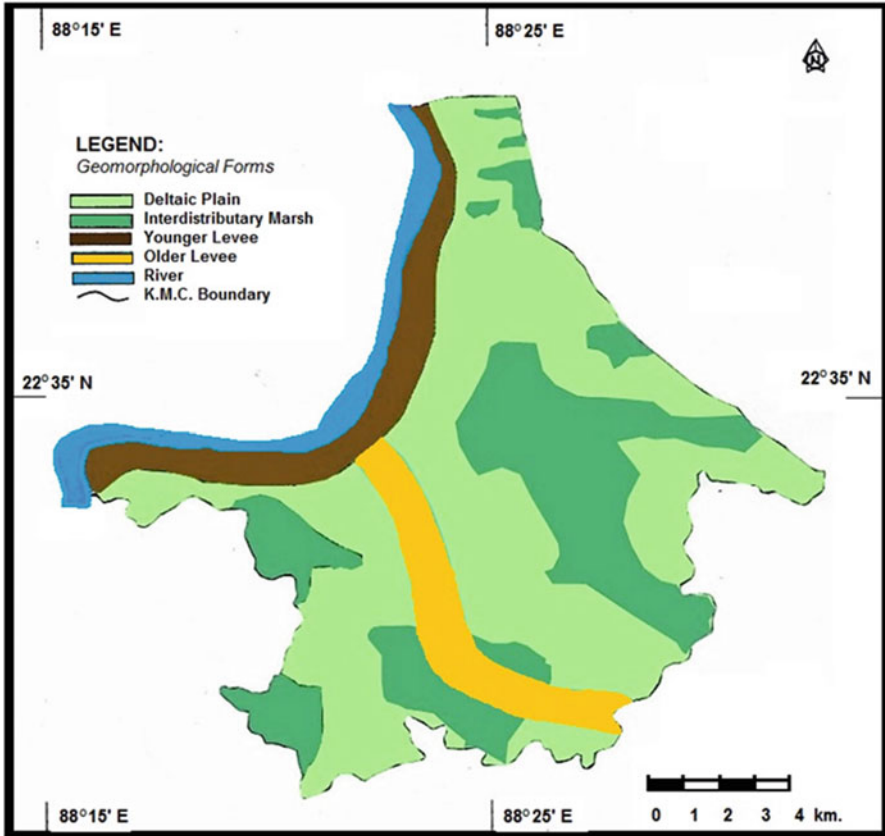 88°15' E
88°25' E
N
LEGEND:
Geomorphological Forms
Deltaic Plain
Interdistributary Marsh
Younger Levee
Older Levee
River
K.M.C. Boundary
22°35' N
22°35' N
0 1 2 3 4 km.
88°15' E
88°25' E